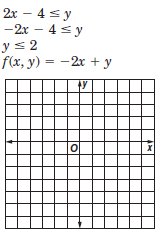 2x − 4 ≤ y
−2x − 4 ≤ y
y ≤ 2
f(x, y) = −2x + y
y
O
x